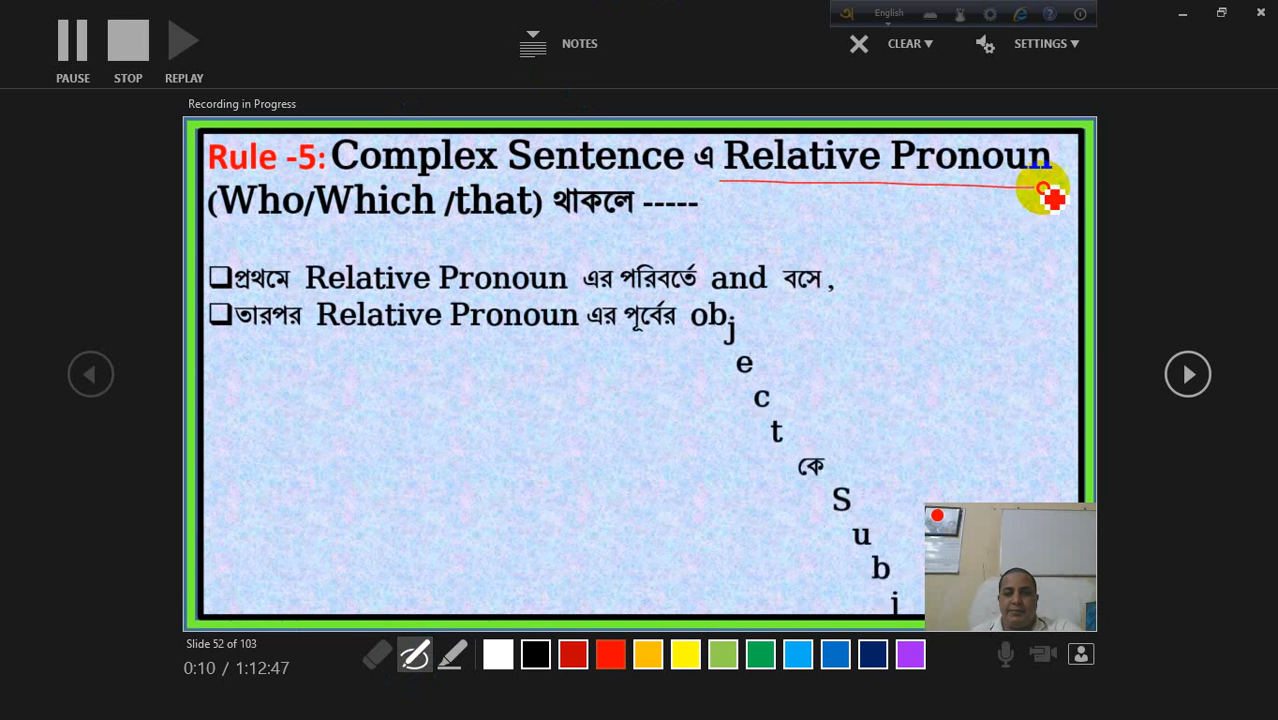 English
PAUSE STOP REPLAY
NOTES
CLEAR
SETTINGS
Recording in Progress
Rule -5: Complex Sentence এ Relative Pronoun
(Who/Which /that) থাকলে -----
❑প্রথমে Relative Pronoun এর পরিবর্তে and বসে ,
❑তারপর Relative Pronoun এর পূর্বের object কে Subj
Slide 52 of 103
0:10 / 1:12:47